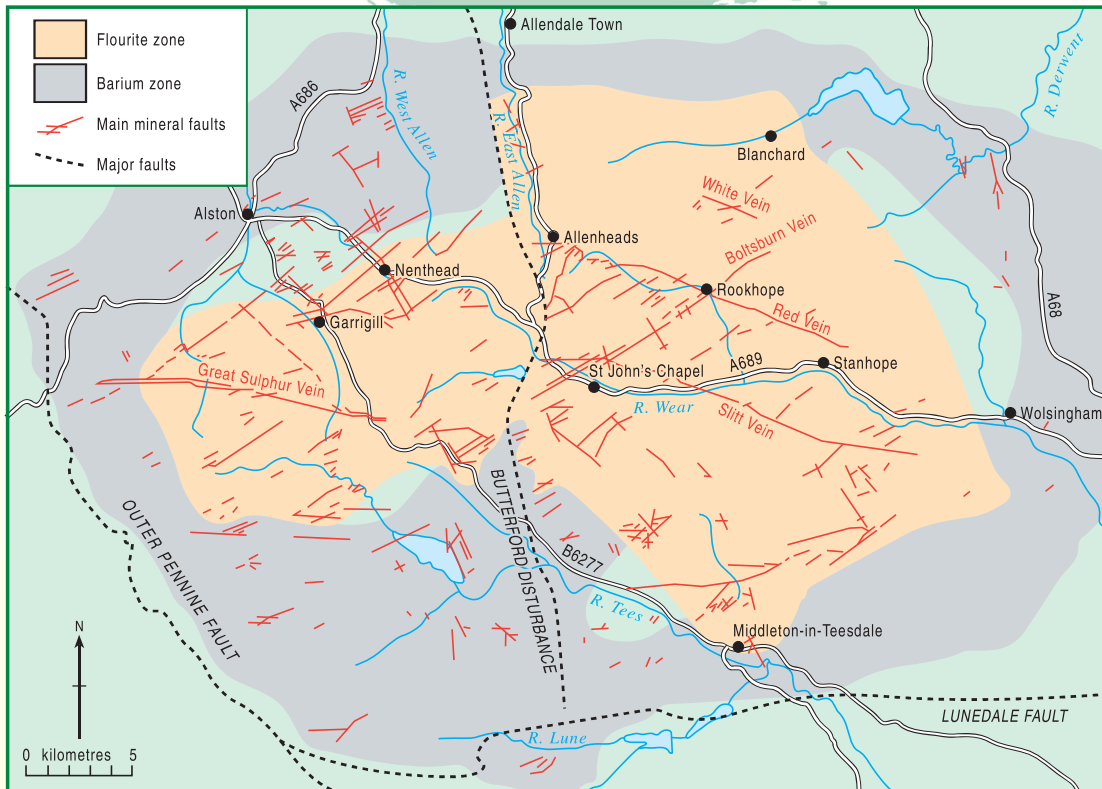 Flourite zone
Barium zone
Main mineral faults
Major faults
Allendale Town
A686
R. West Allen
R. East Allen
R. Derwent
Blanchard
White Vein
Alston
Allenheads
Boltsburn Vein
Nenthead
Rookhope
A68
Garrigill
Red Vein
Great Sulphur Vein
St John's Chapel
A689
Stanhope
R. Wear
Slitt Vein
Wolsingham
OUTER PENNINE FAULT
BUTTERFORD DISTURBANCE
B6277
R. Tees
Middleton-in-Teesdale
N
LUNEDALE FAULT
R. Lune
0 kilometres 5